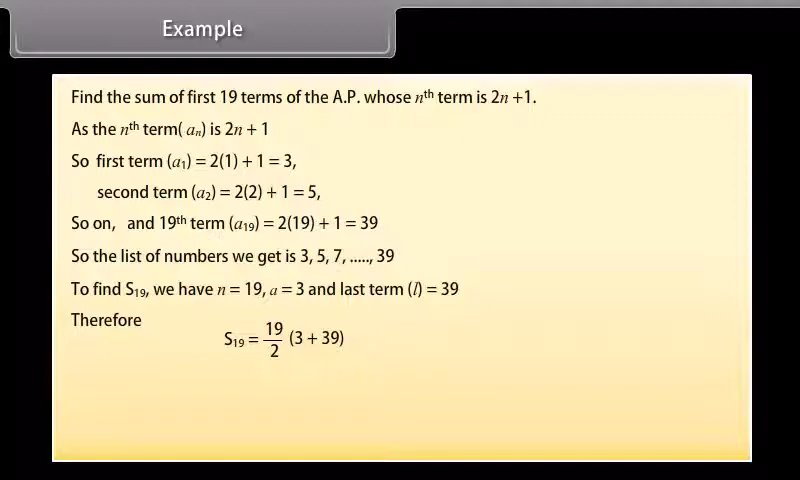 Example
Find the sum of first 19 terms of the A.P. whose nᵗʰ term is 2n +1.
As the nᵗʰ term( aₙ) is 2n + 1
So first term (a₁) = 2(1) + 1 = 3,
second term (a₂) = 2(2) + 1 = 5,
So on, and 19ᵗʰ term (a₁₉) = 2(19) + 1 = 39
So the list of numbers we get is 3, 5, 7, ....., 39
To find S₁₉, we have n = 19, a = 3 and last term (l) = 39
Therefore
S₁₉ = 19/2 (3 + 39)